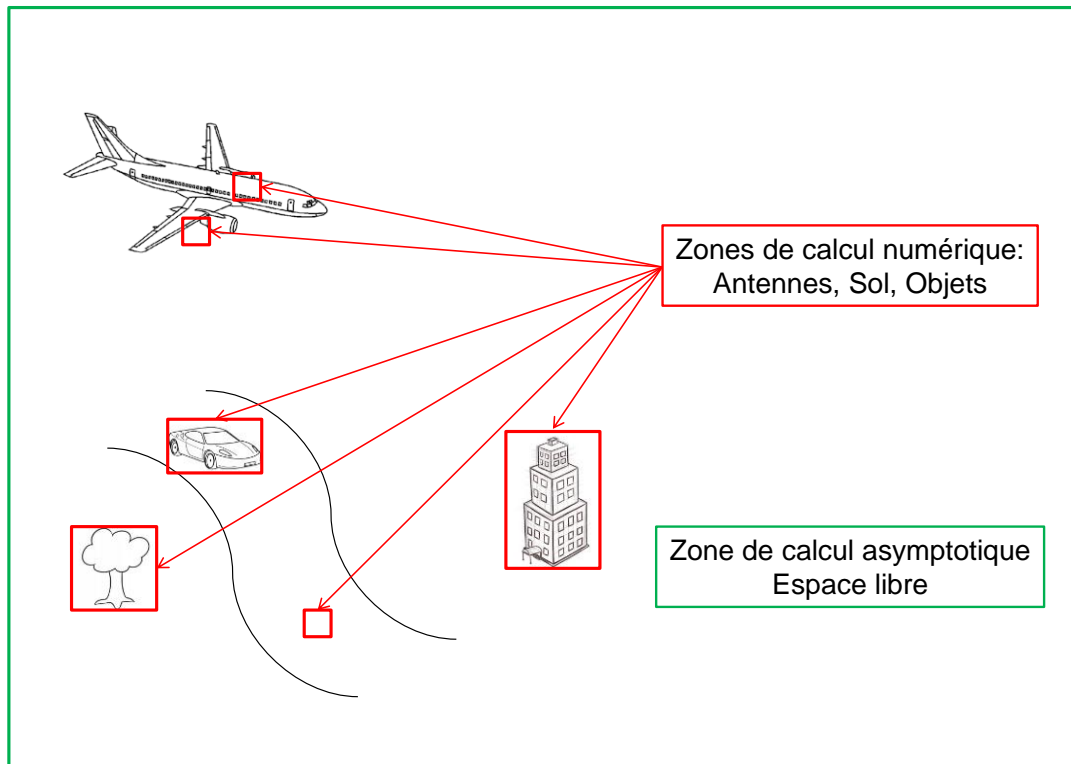 Zones de calcul numérique:
Antennes, Sol, Objets
Zone de calcul asymptotique
Espace libre